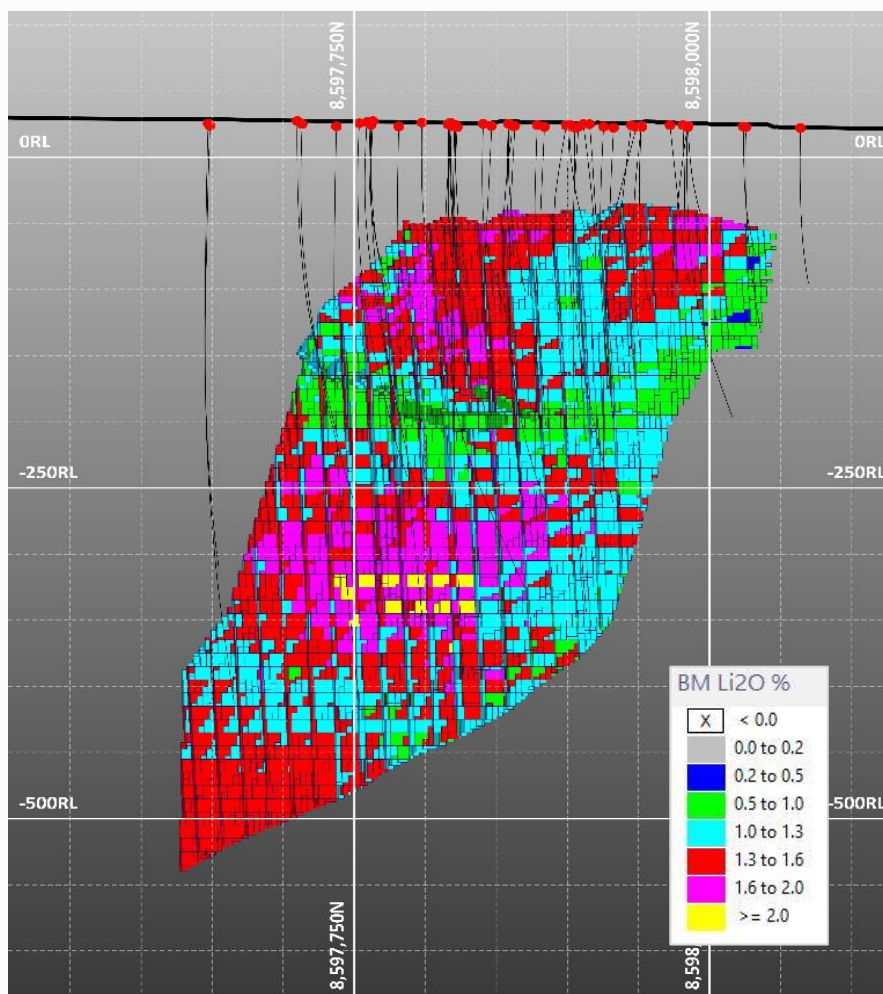 8,597,750N
8,598,000N
0RL
0RL
-250RL
-250RL
BM Li2O %
X < 0.0
0.0 to 0.2
0.2 to 0.5
0.5 to 1.0
1.0 to 1.3
1.3 to 1.6
1.6 to 2.0
>= 2.0
-500RL
-500RL
8,597,750N
8,598